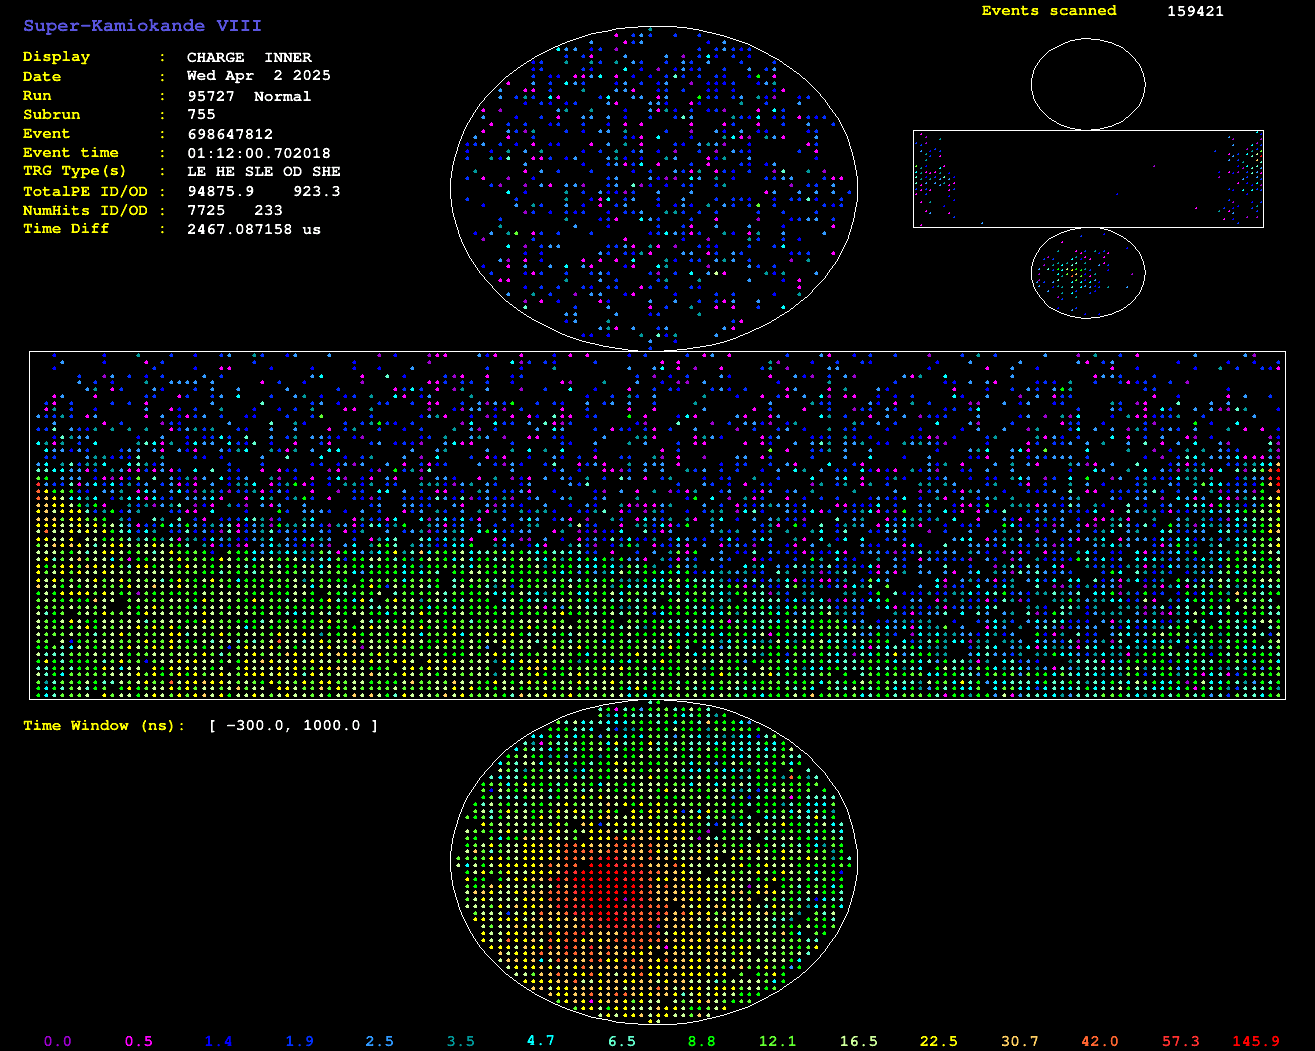 Super-Kamiokande VIII
Events scanned 159421
Display : CHARGE INNER
Date : Wed Apr 2 2025
Run : 95727 Normal
Subrun : 755
Event : 698647812
Event time : 01:12:00.702018
TRG Type(s) : LE HE SLE OD SHE
TotalPE ID/OD : 94875.9 923.3
NumHits ID/OD : 7725 233
Time Diff : 2467.087158 us
Time Window (ns): [ -300.0, 1000.0 ]
0.0 0.5 1.4 1.9 2.5 3.5 4.7 6.5 8.8 12.1 16.5 22.5 30.7 42.0 57.3 145.9